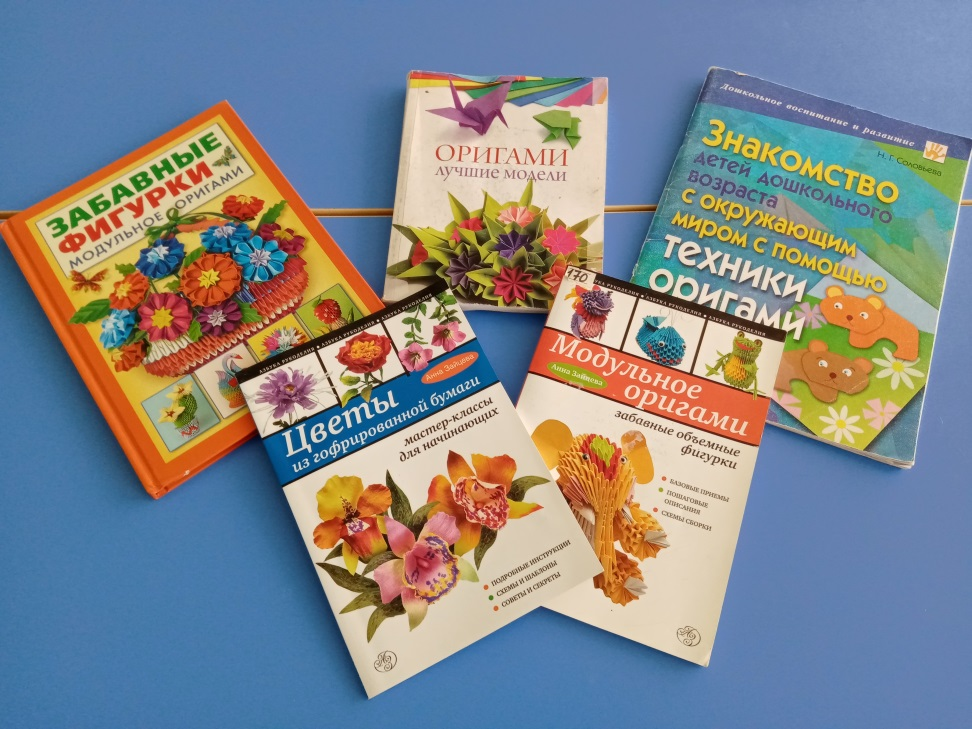 ЗАБАВНЫЕ
ФИГУРКИ
МОДУЛЬНОЕ ОРИГАМИ
ОРИГАМИ
ЛУЧШИЕ МОДЕЛИ
Дошкольное воспитание и развитие
Н. Г. Соловьева
Знакомство
детей дошкольного
возраста
с окружающим
миром с помощью
техники
оригами
АЗБУКА РУКОДЕЛИЯ • АЗБУКА РУКОДЕЛИЯ • АЗБУКА РУКОДЕЛИЯ
Анна Зайцева
Цветы
из гофрированной бумаги
мастер-классы
для начинающих
• ПОДРОБНЫЕ ИНСТРУКЦИИ
• СХЕМЫ И ШАБЛОНЫ
• СОВЕТЫ И СЕКРЕТЫ
170
РУКОДЕЛИЯ • АЗБУКА РУКОДЕЛИЯ • АЗБУКА РУКОДЕЛИЯ
Модульное
Анна Зайцева
оригами
забавные объемные
фигурки
• БАЗОВЫЕ ПРИЕМЫ
• ПОШАГОВЫЕ
ОПИСАНИЯ
• СХЕМЫ СБОРКИ